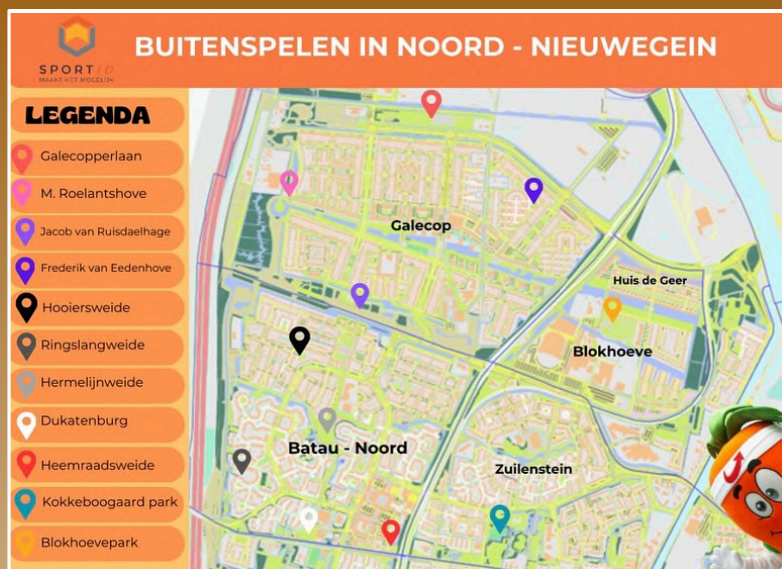 SPORT ID
MAAKT HET MOGELIJK
BUITENSPELEN IN NOORD - NIEUWEGEIN
LEGENDA
Galecopperlaan
M. Roelantshove
Jacob van Ruisdaelhage
Frederik van Eedenhove
Hooiersweide
Ringslangweide
Hermelijnweide
Dukatenburg
Heemraadsweide
Kokkeboogaard park
Blokhoevepark
Galecop
Huis de Geer
Blokhoeve
Batau - Noord
Zuilenstein